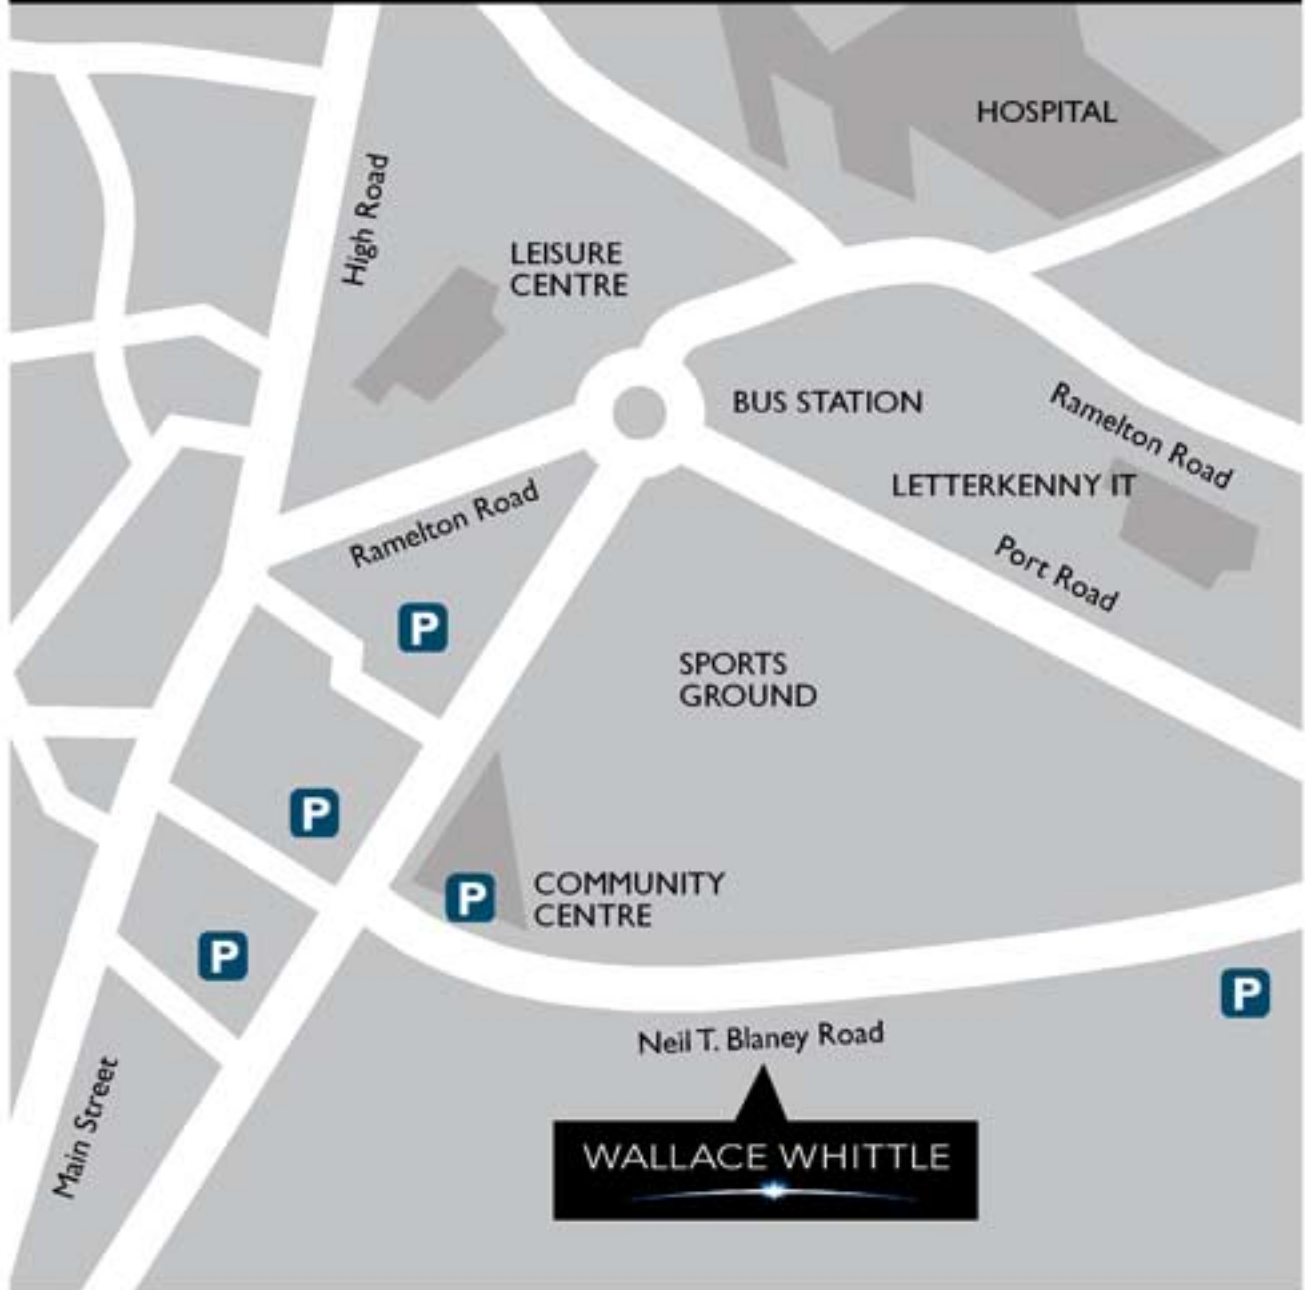 HOSPITAL
High Road
LEISURE
CENTRE
BUS STATION
Ramelton Road
LETTERKENNY IT
Ramelton Road
Port Road
P
SPORTS
GROUND
P
COMMUNITY
CENTRE
P
P
P
Neil T. Blaney Road
Main Street
WALLACE WHITTLE